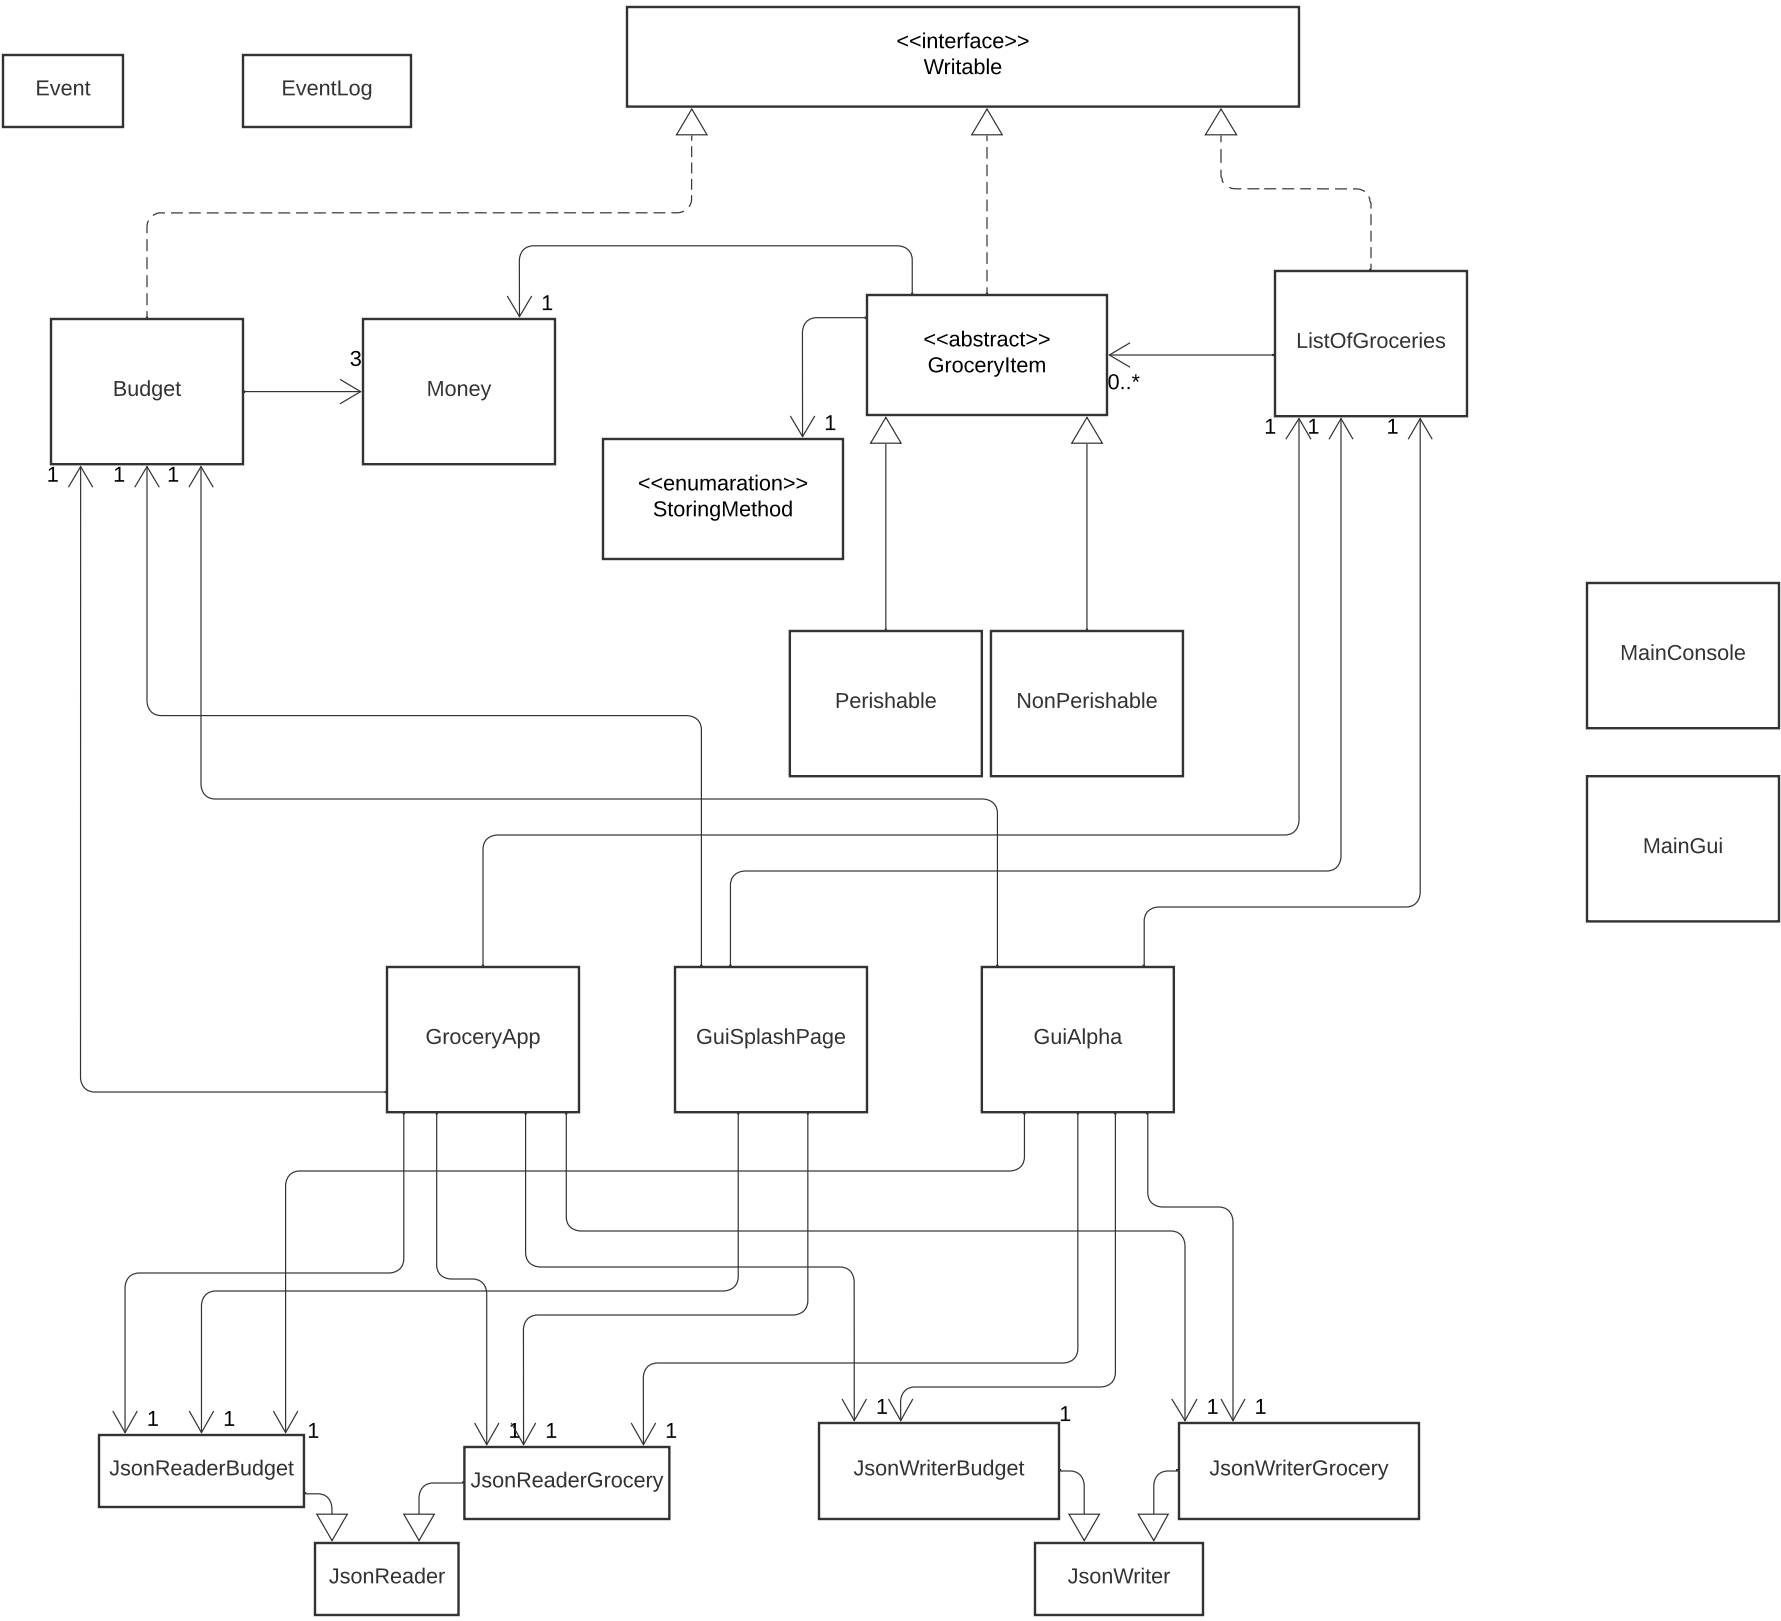 <<interface>>
Writable
Event
EventLog
1
3
1
<<abstract>>
GroceryItem
ListOfGroceries
0..*
Budget
Money
1
1
1
1
1
1
1
<<enumaration>>
StoringMethod
MainConsole
Perishable
NonPerishable
MainGui
GroceryApp
GuiSplashPage
GuiAlpha
1
1
1
1
1
1
1
1
1
1
JsonReaderBudget
JsonReaderGrocery
JsonWriterBudget
JsonWriterGrocery
JsonReader
JsonWriter